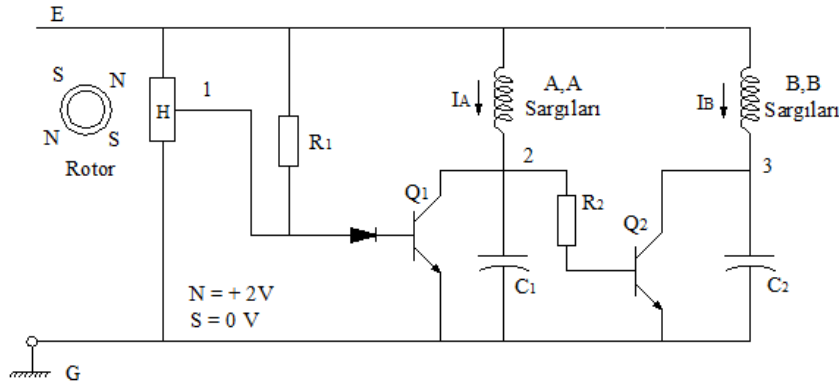 E
S
N
N
S
Rotor
H
1
R1
IA
A,A
Sargıları
IB
B,B
Sargıları
2
3
Q1
R2
Q2
C1
C2
N = + 2V
S = 0 V
G